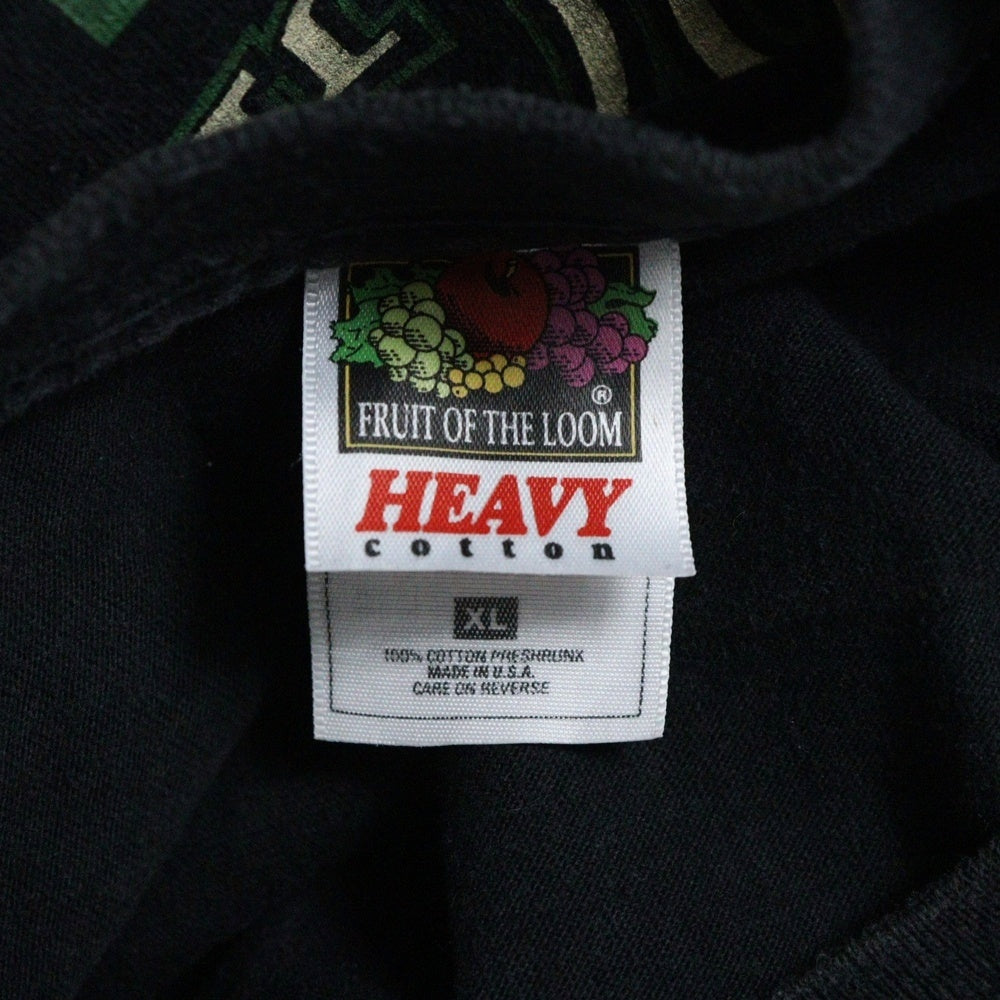 ®
FRUIT OF THE LOOM
HEAVY
cotton
XL
100% COTTON PRESHRUNK
MADE IN U.S.A.
CARE ON REVERSE